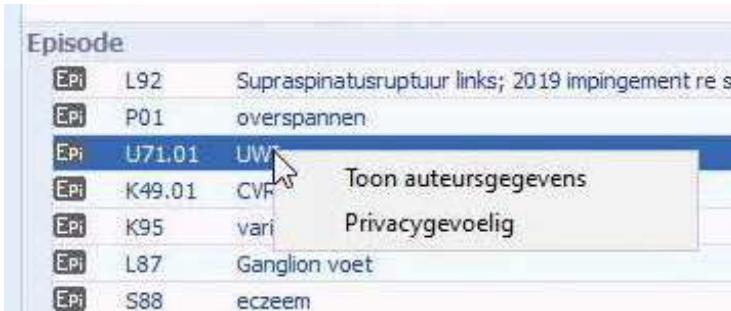 Episode
EPi L92 Supraspinatusruptuur links; 2019 impingement re s
EPi P01 overspannen
EPi U71.01 UW
Toon auteursgegevens
EPi K49.01 CVR
Privacygevoelig
EPi K95 vari
EPi L87 Ganglion voet
EPi S88 eczeem